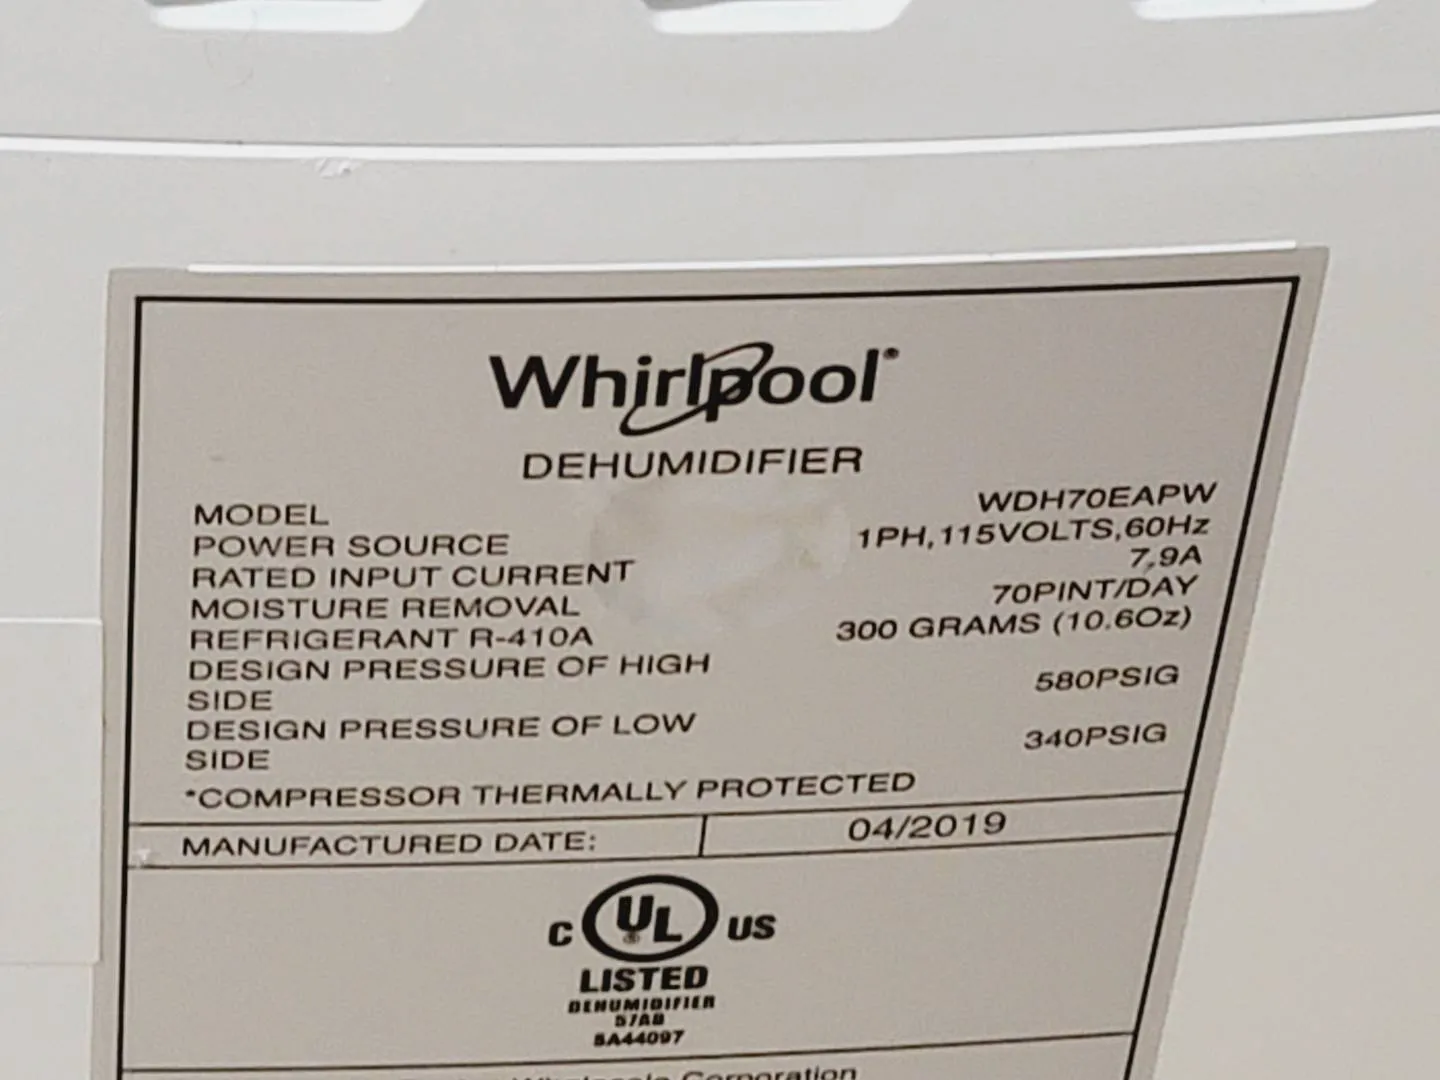 Whirlpool®
DEHUMIDIFIER
MODEL WDH70EAPW
POWER SOURCE 1PH,115VOLTS,60Hz
RATED INPUT CURRENT 7,9A
MOISTURE REMOVAL 70PINT/DAY
REFRIGERANT R-410A 300 GRAMS (10.6Oz)
DESIGN PRESSURE OF HIGH
SIDE 580PSIG
DESIGN PRESSURE OF LOW
SIDE 340PSIG
*COMPRESSOR THERMALLY PROTECTED
MANUFACTURED DATE: 04/2019
C UL® US
LISTED
DEHUMIDIFIER
57AB
SA44097
Corporation